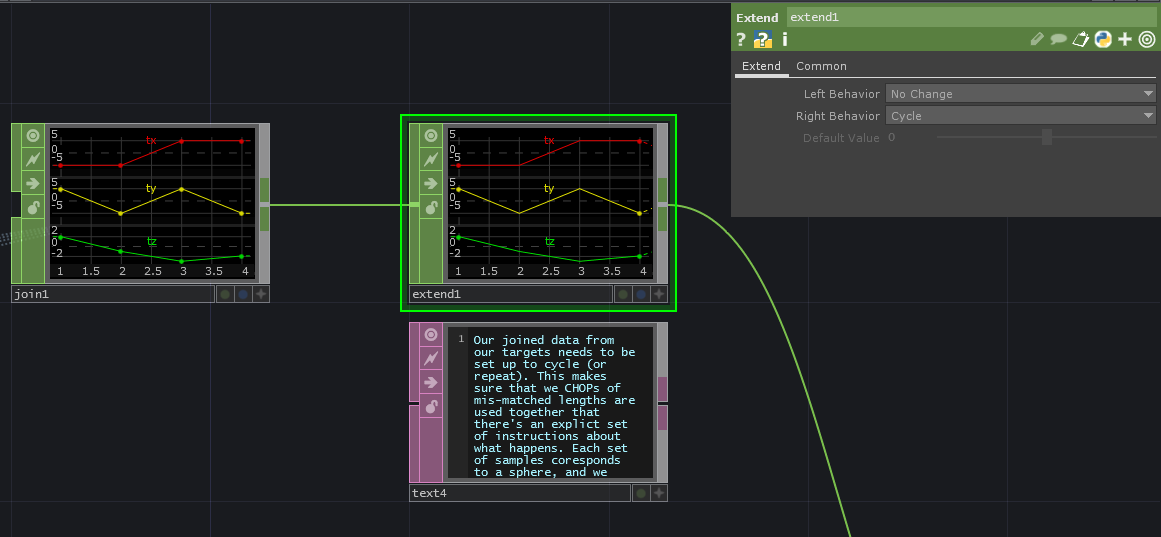 Extend extend1
? ? i
Extend Common
Left Behavior No Change
Right Behavior Cycle
Default Value 0
5
0
-5
tx
5
0
-5
ty
2
0
-2
tz
1 1.5 2 2.5 3 3.5 4
join1
5
0
-5
tx
5
0
-5
ty
2
0
-2
tz
1 1.5 2 2.5 3 3.5 4
extend1
1 Our joined data from
our targets needs to be
set up to cycle (or
repeat). This makes
sure that we CHOPs of
mis-matched lengths are
used together that
there's an explict set
of instructions about
what happens. Each set
of samples coresponds
to a sphere, and we
text4